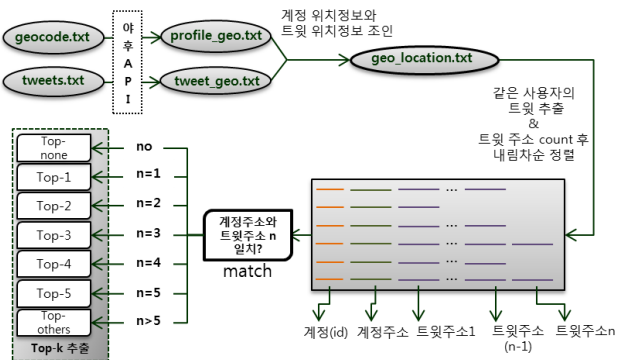 geocode.txt
tweets.txt
야
후
A
P
I
profile_geo.txt
tweet_geo.txt
계정 위치정보와
트윗 위치정보 조인
geo_location.txt
같은 사용자의
트윗 추출
&
트윗 주소 count 후
내림차순 정렬
...
...
...
...
계정(id)
계정주소
트윗주소1
트윗주소
(n-1)
트윗주소n
계정주소와
트윗주소 n
일치?
match
no
n=1
n=2
n=3
n=4
n=5
n>5
Top-
none
Top-1
Top-2
Top-3
Top-4
Top-5
Top-
others
Top-k 추출